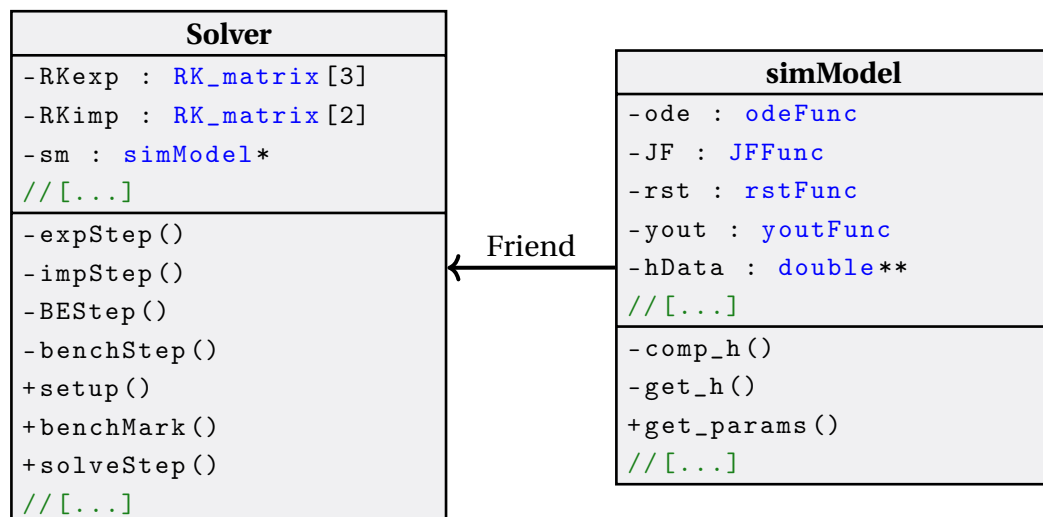 Solver
-RKexp : RK_matrix[3]
-RKimp : RK_matrix[2]
-sm : simModel*
//[...]
-expStep()
-impStep()
-BEStep()
-benchStep()
+setup()
+benchMark()
+solveStep()
//[...]
Friend
simModel
-ode : odeFunc
-JF : JFFunc
-rst : rstFunc
-yout : youtFunc
-hData : double**
//[...]
-comp_h()
-get_h()
+get_params()
//[...]